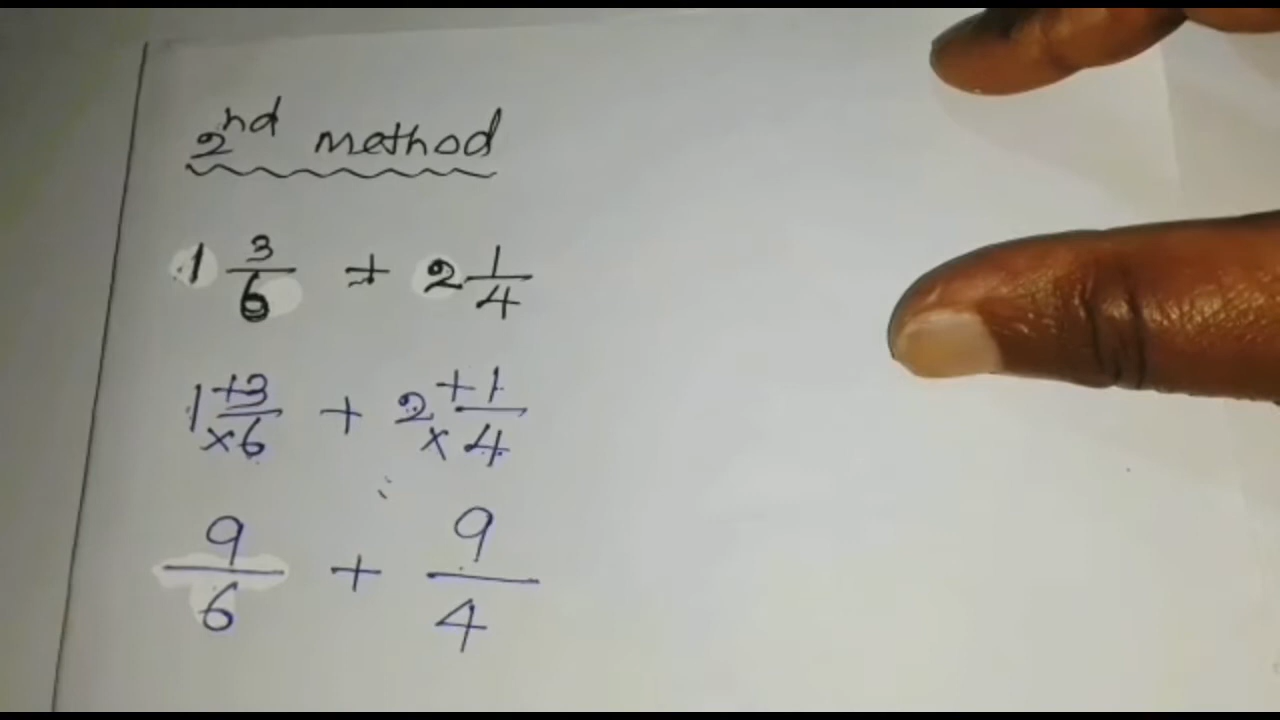 2nd method
1 3/6 + 2 1/4
1 +3/×6 + 2 +1/×4
9/6 + 9/4